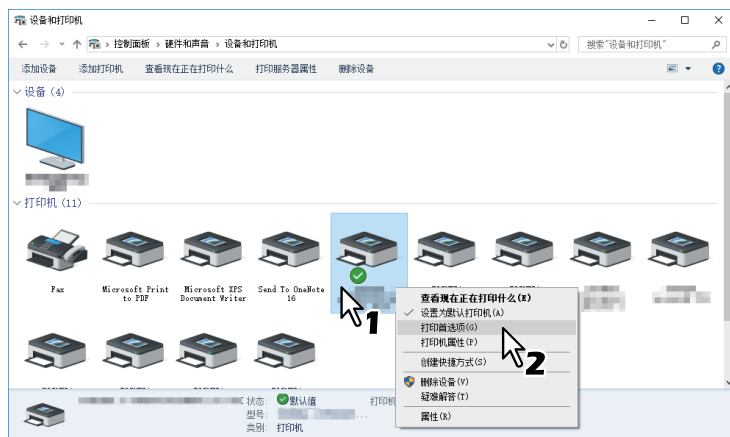 设备和打印机
控制面板 › 硬件和声音 › 设备和打印机
搜索"设备和打印机"
添加设备 添加打印机 查看现在正在打印什么 打印服务器属性 删除设备
设备 (4)
打印机 (11)
Fax
Microsoft Print to PDF
Microsoft XPS Document Writer
Send To OneNote 16
1
查看现在正在打印什么(E)
设置为默认打印机(A)
打印首选项(G)
打印机属性(P)
创建快捷方式(S)
2
删除设备(V)
疑难解答(T)
属性(R)
状态: 默认值
打印机
型号: ...
类别: 打印机